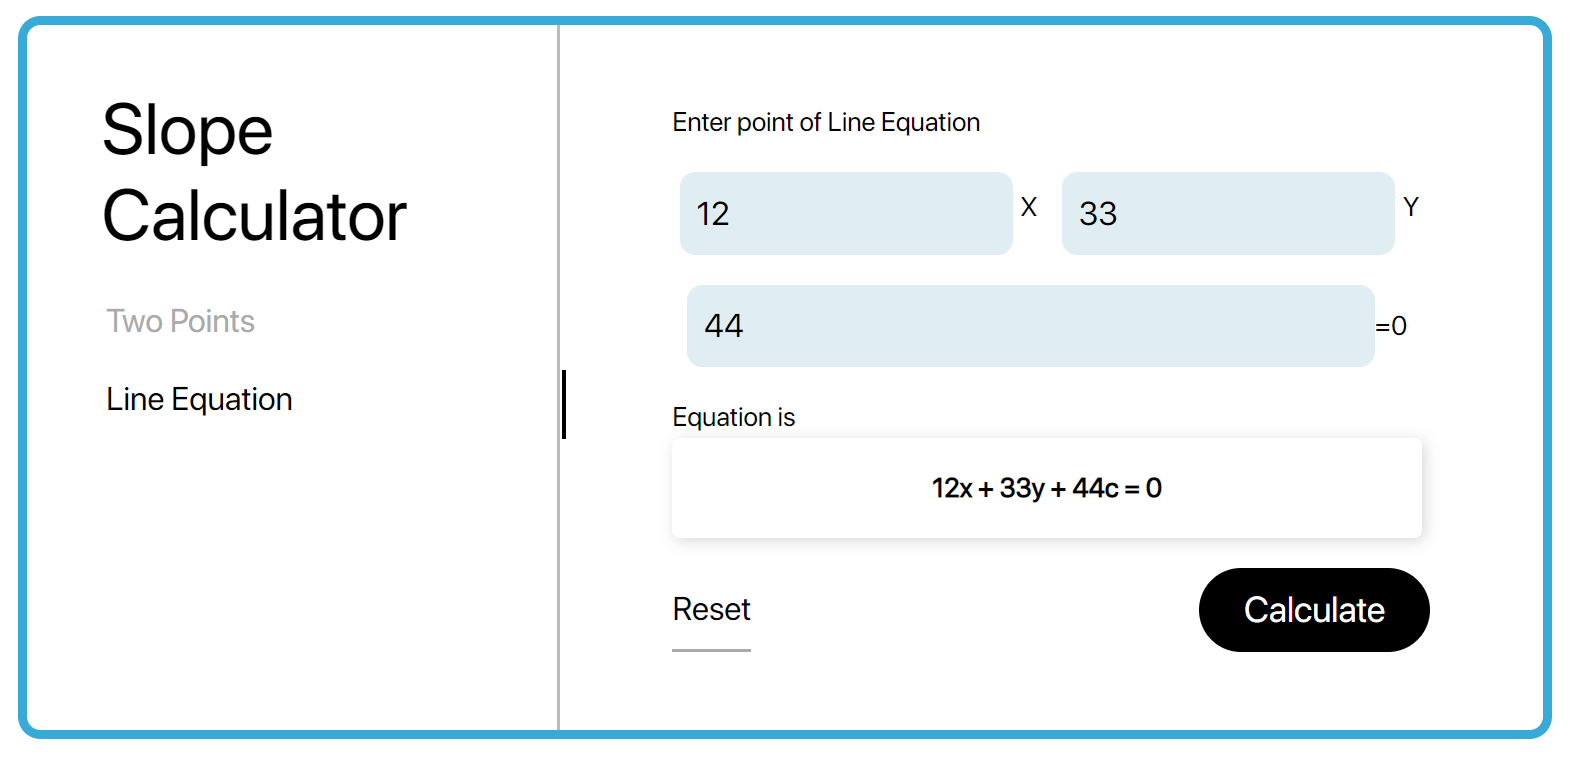 Slope
Calculator
Two Points
Line Equation
Enter point of Line Equation
12 X 33 Y
44 =0
Equation is
12x + 33y + 44c = 0
Reset
Calculate